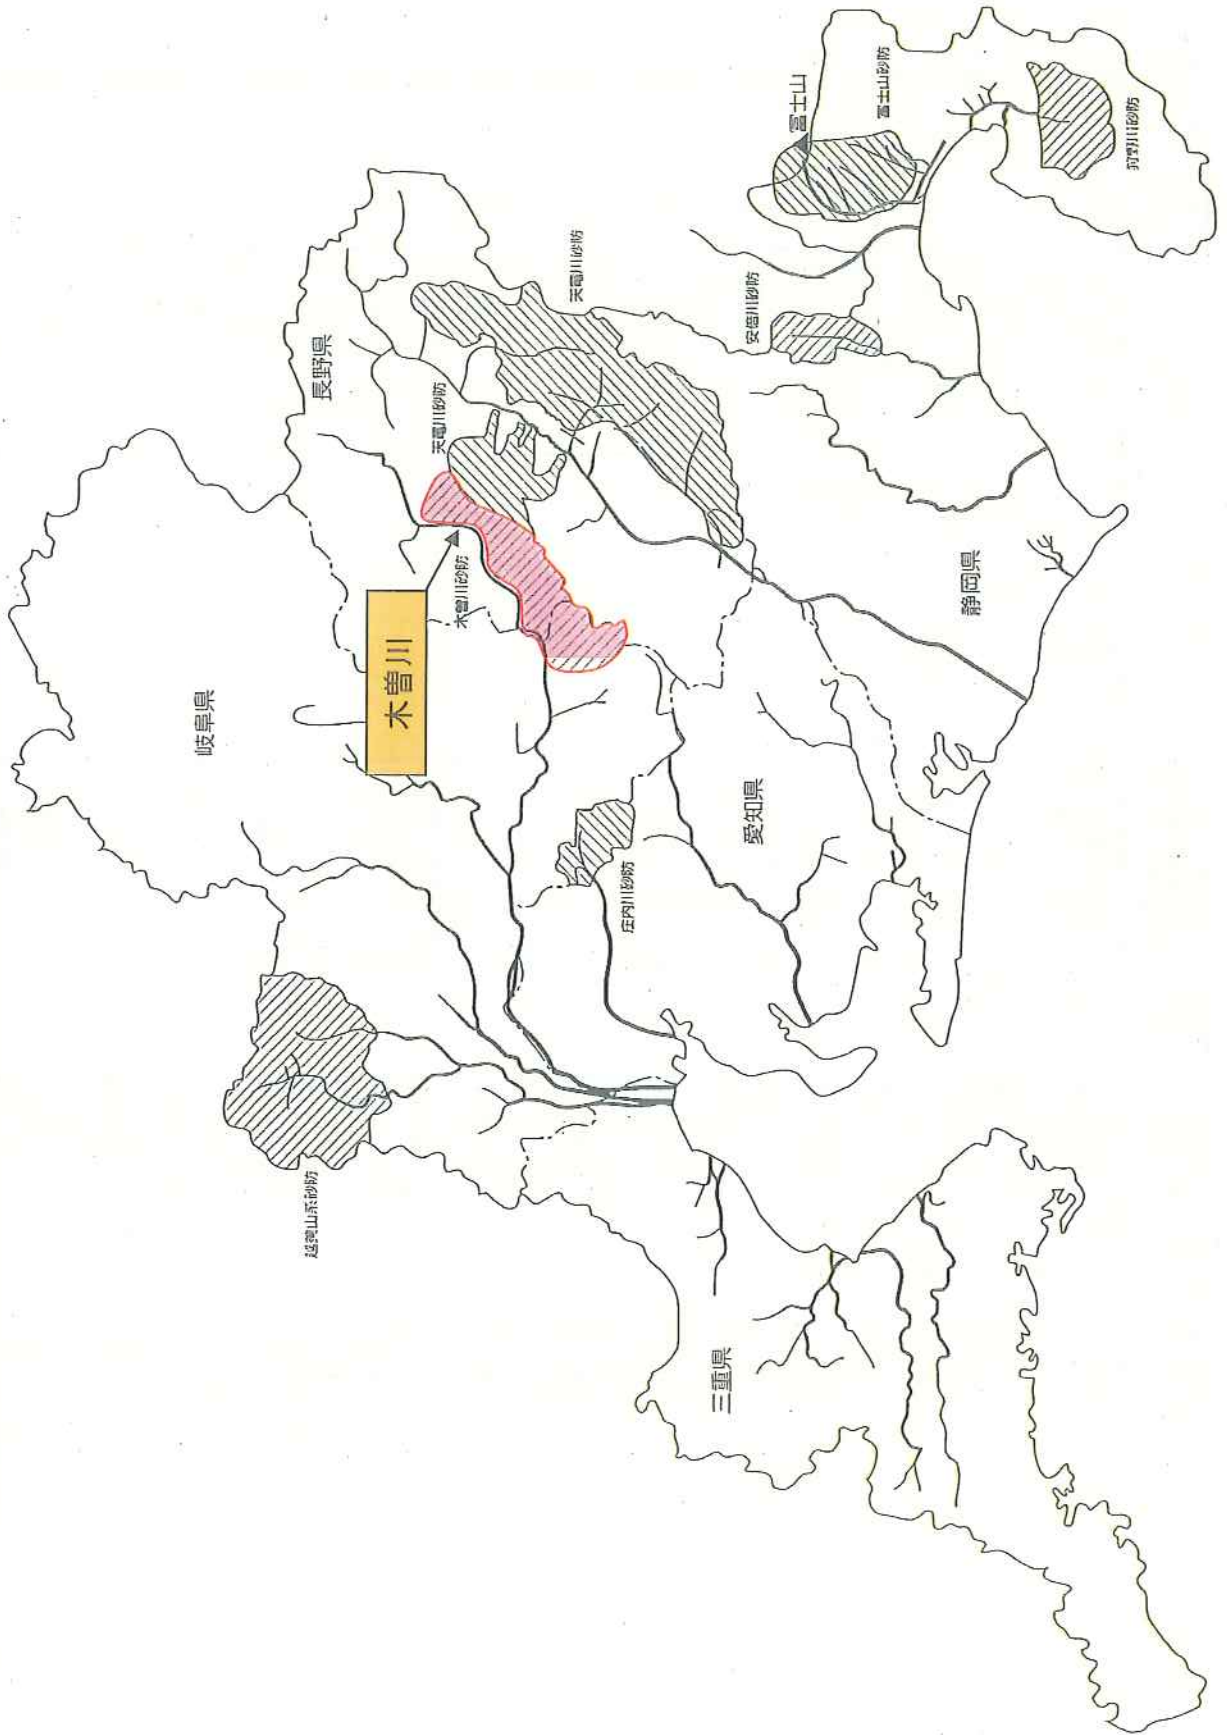 富士山
富士山砂防
狩野川砂防
天竜川砂防
安倍川砂防
長野県
天竜川砂防
木曽川砂防
木曽川
岐阜県
静岡県
愛知県
庄内川砂防
越美山系砂防
三重県